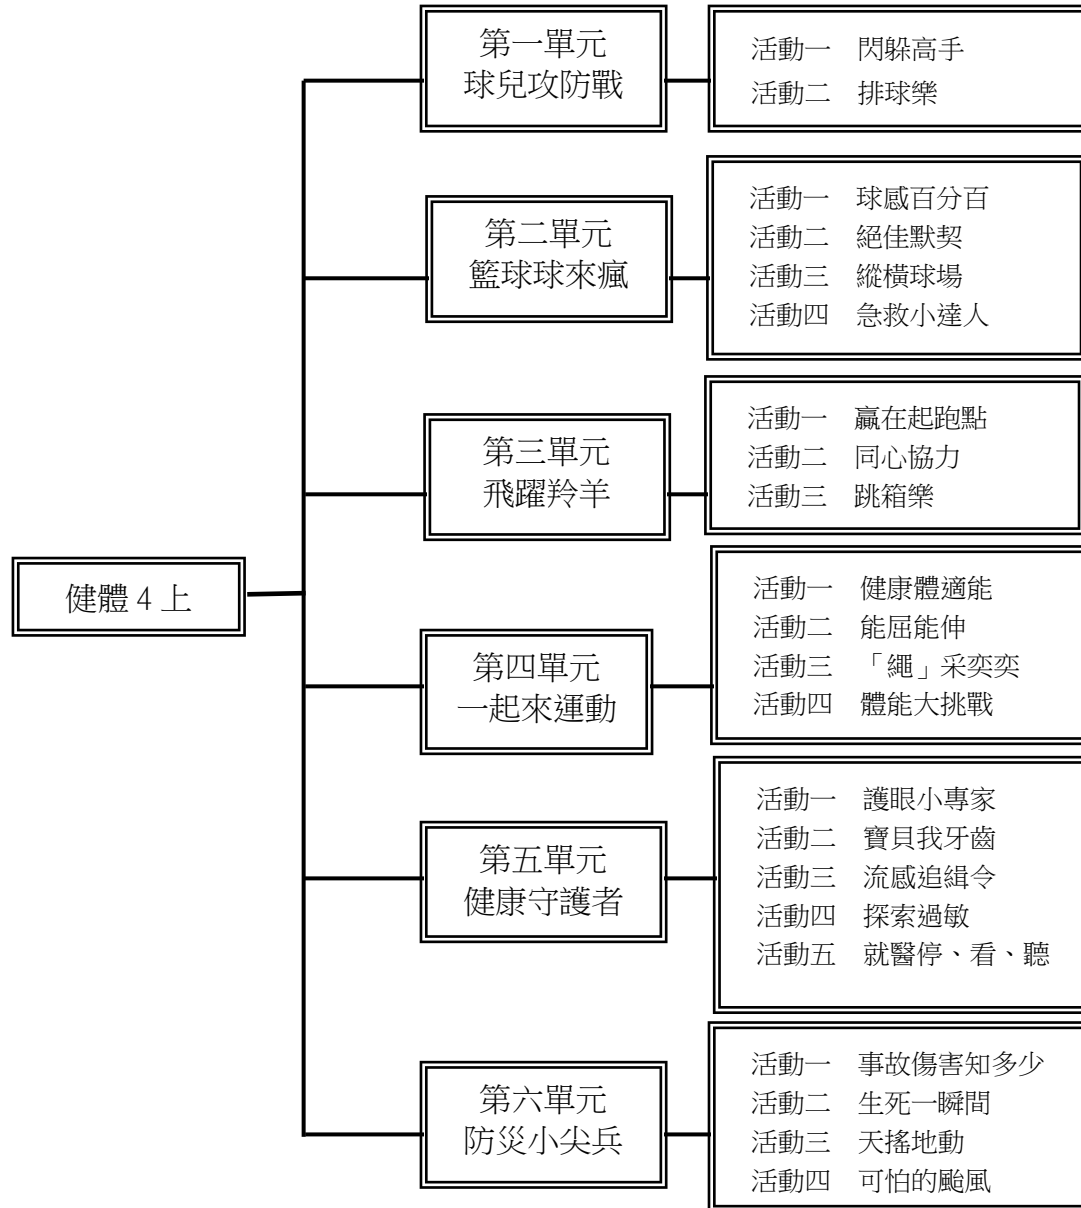 健體 4 上
第一單元
球兒攻防戰
活動一 閃躲高手
活動二 排球樂
第二單元
籃球球來瘋
活動一 球感百分百
活動二 絕佳默契
活動三 縱橫球場
活動四 急救小達人
第三單元
飛躍羚羊
活動一 贏在起跑點
活動二 同心協力
活動三 跳箱樂
第四單元
一起來運動
活動一 健康體適能
活動二 能屈能伸
活動三 「繩」采奕奕
活動四 體能大挑戰
第五單元
健康守護者
活動一 護眼小專家
活動二 寶貝我牙齒
活動三 流感追緝令
活動四 探索過敏
活動五 就醫停、看、聽
第六單元
防災小尖兵
活動一 事故傷害知多少
活動二 生死一瞬間
活動三 天搖地動
活動四 可怕的颱風